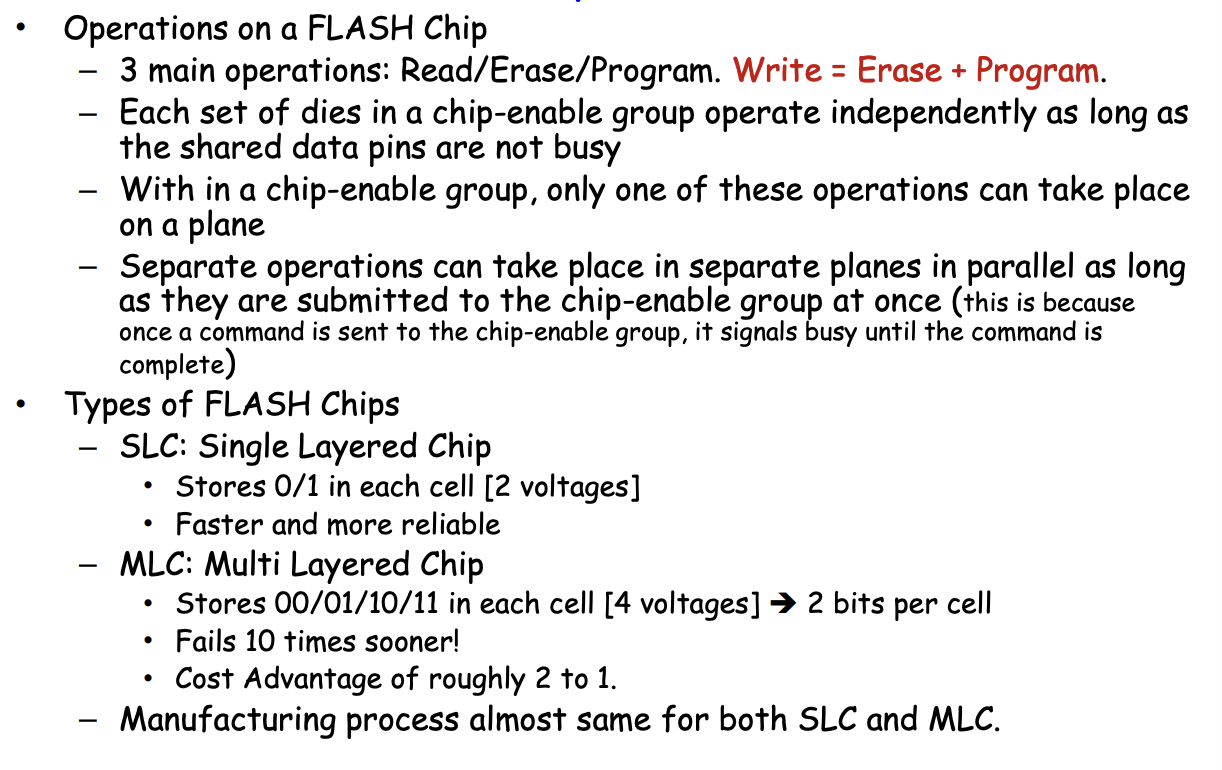 • Operations on a FLASH Chip
– 3 main operations: Read/Erase/Program. Write = Erase + Program.
– Each set of dies in a chip-enable group operate independently as long as
the shared data pins are not busy
– With in a chip-enable group, only one of these operations can take place
on a plane
– Separate operations can take place in separate planes in parallel as long
as they are submitted to the chip-enable group at once (this is because
once a command is sent to the chip-enable group, it signals busy until the command is
complete)
• Types of FLASH Chips
– SLC: Single Layered Chip
• Stores 0/1 in each cell [2 voltages]
• Faster and more reliable
– MLC: Multi Layered Chip
• Stores 00/01/10/11 in each cell [4 voltages] ➔ 2 bits per cell
• Fails 10 times sooner!
• Cost Advantage of roughly 2 to 1.
– Manufacturing process almost same for both SLC and MLC.